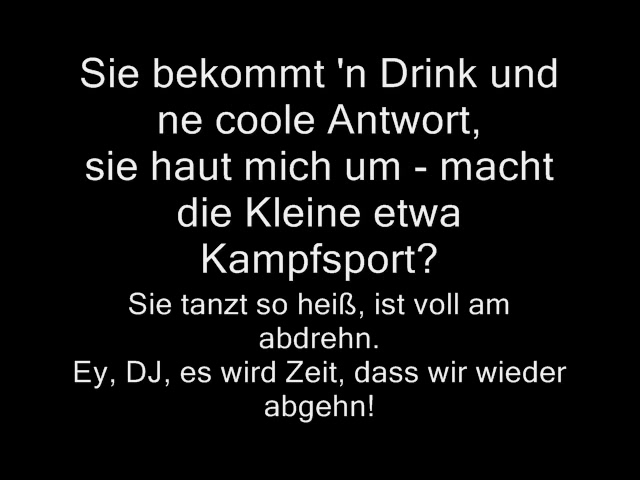 Sie bekommt 'n Drink und
ne coole Antwort,
sie haut mich um - macht
die Kleine etwa
Kampfsport?
Sie tanzt so heiß, ist voll am
abdrehn.
Ey, DJ, es wird Zeit, dass wir wieder
abgehn!